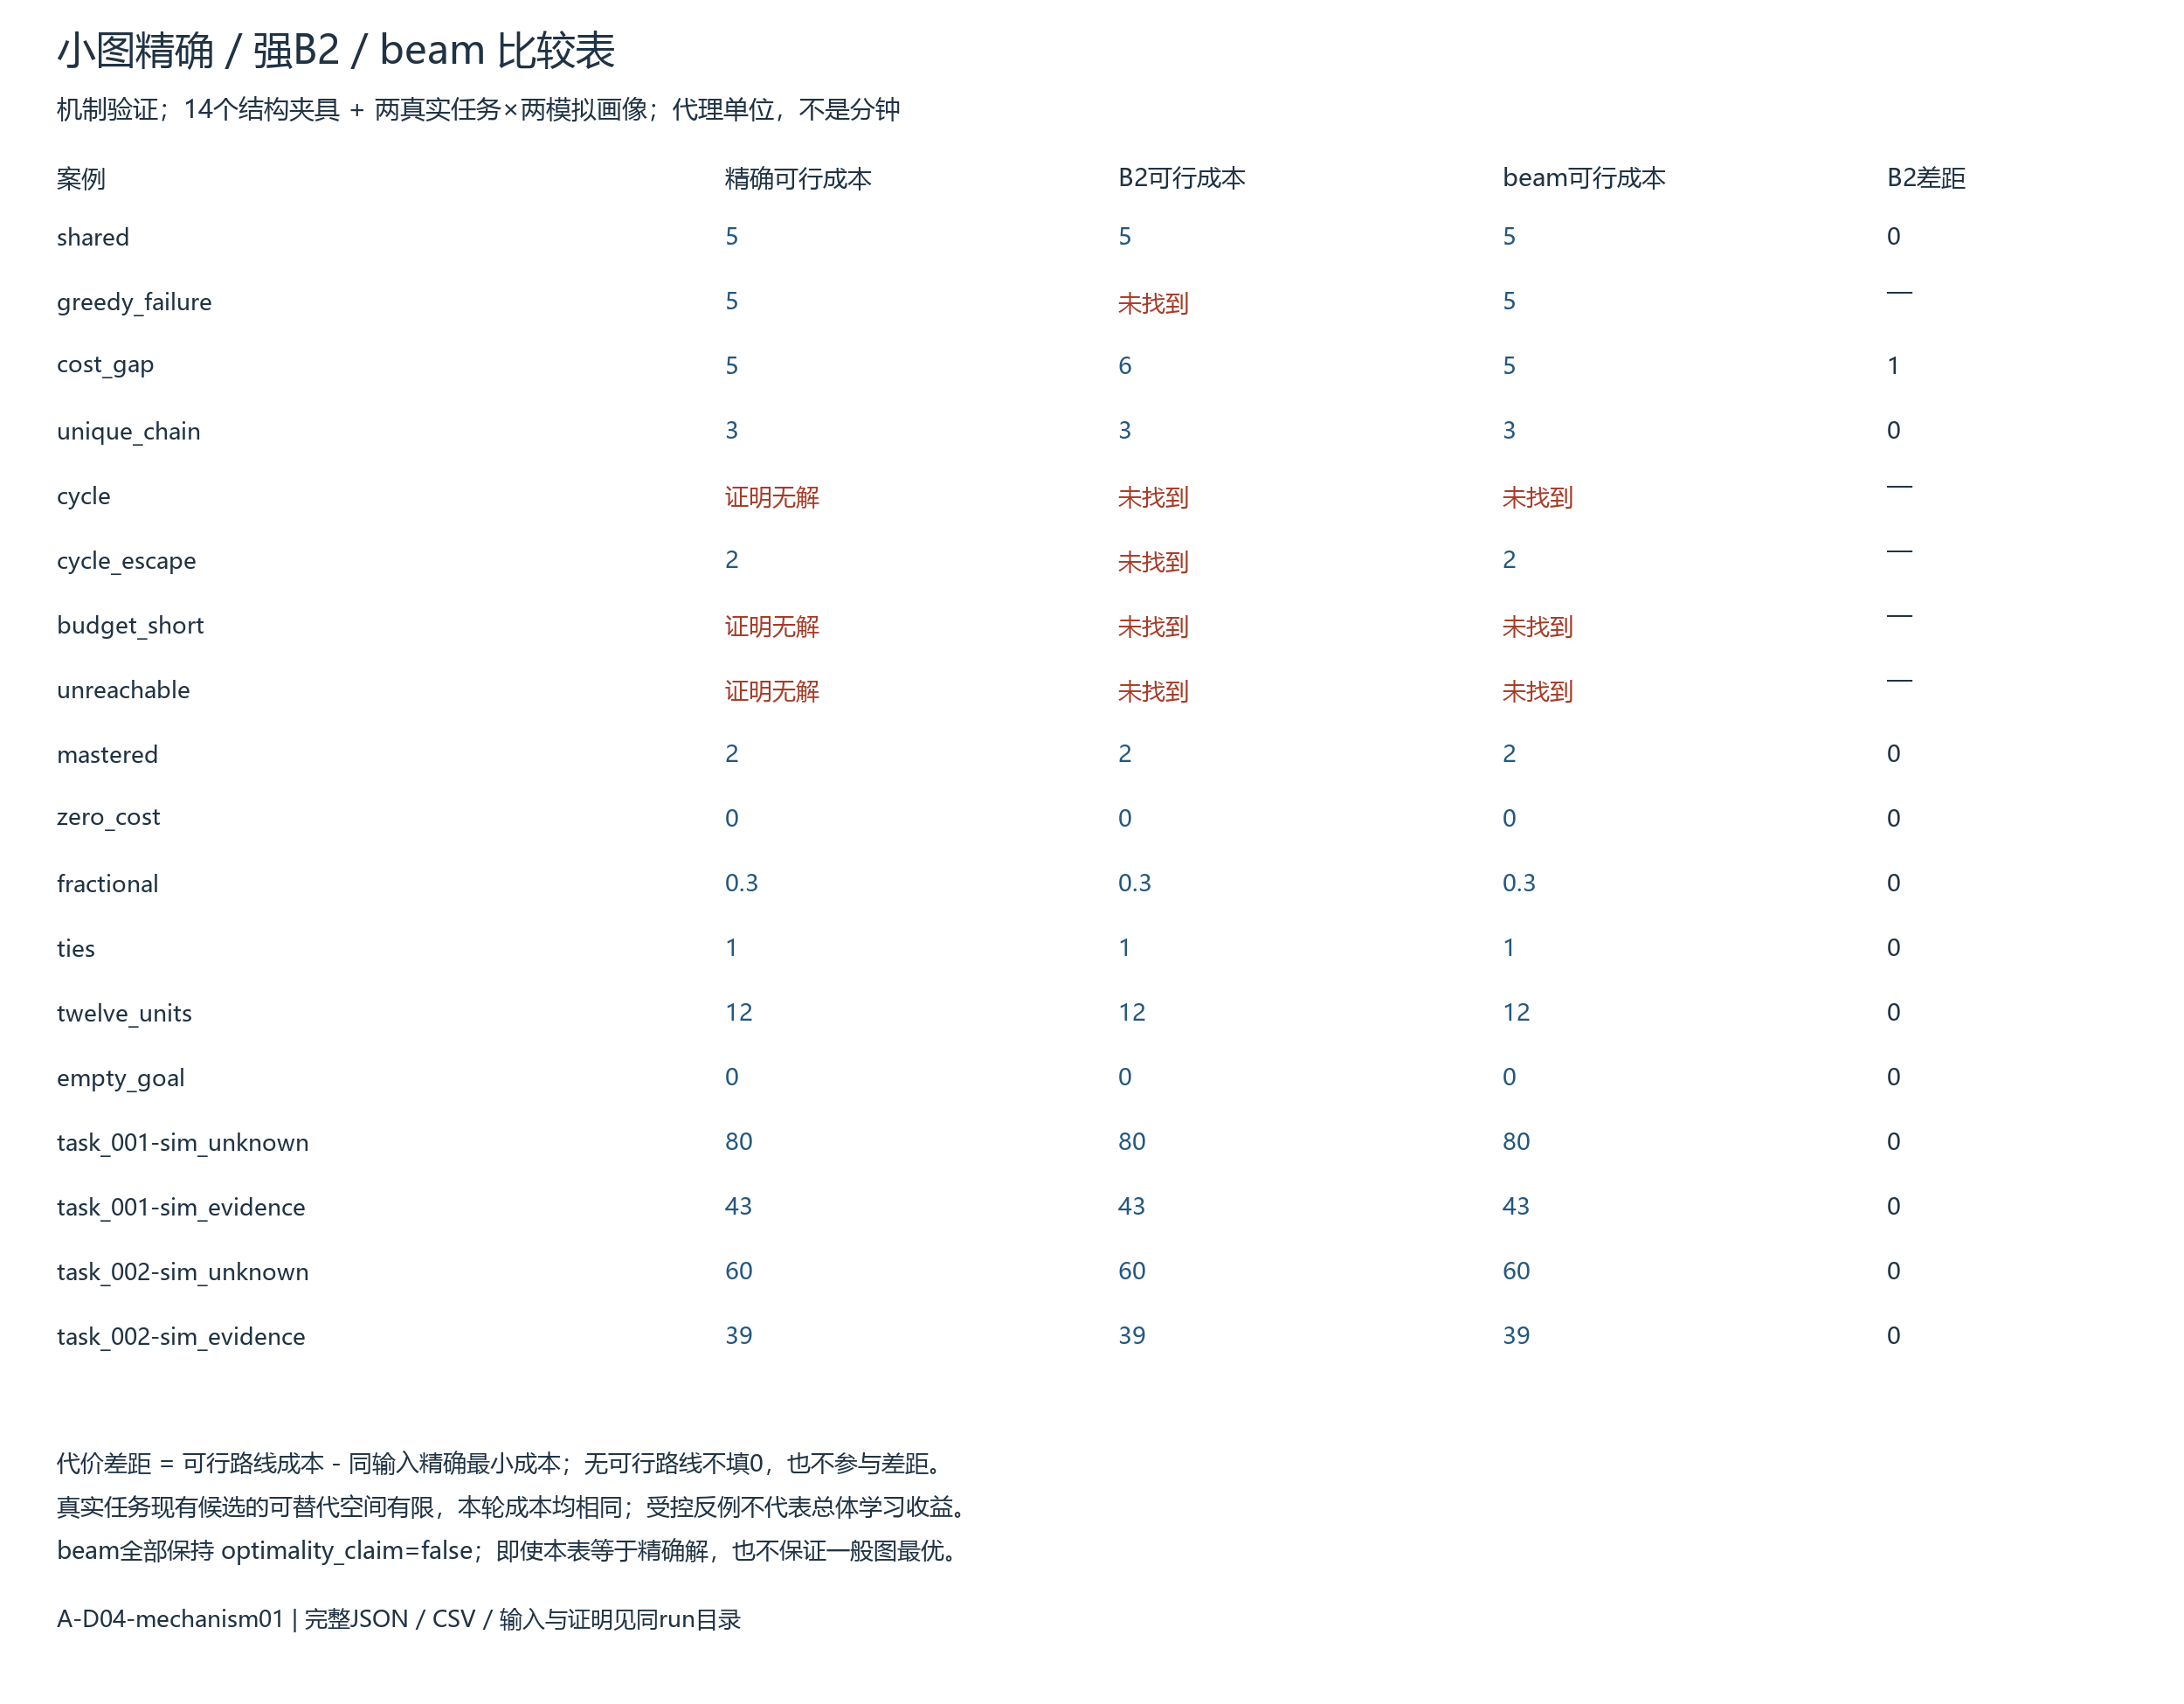 小图精确 / 强B2 / beam 比较表
机制验证；14个结构夹具 + 两真实任务×两模拟画像；代理单位，不是分钟
案例 精确可行成本 B2可行成本 beam可行成本 B2差距
shared 5 5 5 0
greedy_failure 5 未找到 5 —
cost_gap 5 6 5 1
unique_chain 3 3 3 0
cycle 证明无解 未找到 未找到 —
cycle_escape 2 未找到 2 —
budget_short 证明无解 未找到 未找到 —
unreachable 证明无解 未找到 未找到 —
mastered 2 2 2 0
zero_cost 0 0 0 0
fractional 0.3 0.3 0.3 0
ties 1 1 1 0
twelve_units 12 12 12 0
empty_goal 0 0 0 0
task_001-sim_unknown 80 80 80 0
task_001-sim_evidence 43 43 43 0
task_002-sim_unknown 60 60 60 0
task_002-sim_evidence 39 39 39 0
代价差距 = 可行路线成本 - 同输入精确最小成本；无可行路线不填0，也不参与差距。
真实任务现有候选的可替代空间有限，本轮成本均相同；受控反例不代表总体学习收益。
beam全部保持 optimality_claim=false；即使本表等于精确解，也不保证一般图最优。
A-D04-mechanism01 | 完整JSON / CSV / 输入与证明见同run目录